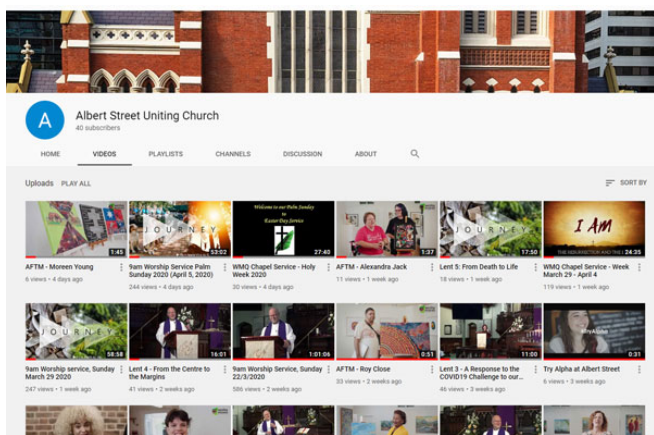 A
Albert Street Uniting Church
40 subscribers
HOME VIDEOS PLAYLISTS CHANNELS DISCUSSION ABOUT
Uploads PLAY ALL SORT BY
1:45
JOURNEY
53:02
Welcome to our Palm Sunday
to
Easter Day Service
27:40
1:37
JOURNEY
17:50
I AM
THE RESURRECTION AND THE
24:35
AFTM - Moreen Young
6 views • 4 days ago
9am Worship Service Palm
Sunday 2020 (April 5, 2020)
244 views • 4 days ago
WMQ Chapel Service - Holy
Week 2020
30 views • 4 days ago
AFTM - Alexandra Jack
11 views • 1 week ago
Lent 5: From Death to Life
18 views • 1 week ago
WMQ Chapel Service - Week
March 29 - April 4
119 views • 1 week ago
JOURNEY
58:58
16:01
1:01:06
0:51
11:00
#TryAlpha
0:31
9am Worship service, Sunday
March 29 2020
247 views • 1 week ago
Lent 4 - From the Centre to
the Margins
41 views • 2 weeks ago
9am Worship Service, Sunday
22/3/2020
586 views • 2 weeks ago
AFTM - Roy Close
33 views • 2 weeks ago
Lent 3 - A Response to the
COVID19 Challenge to our...
46 views • 3 weeks ago
Try Alpha at Albert Street
6 views • 3 weeks ago